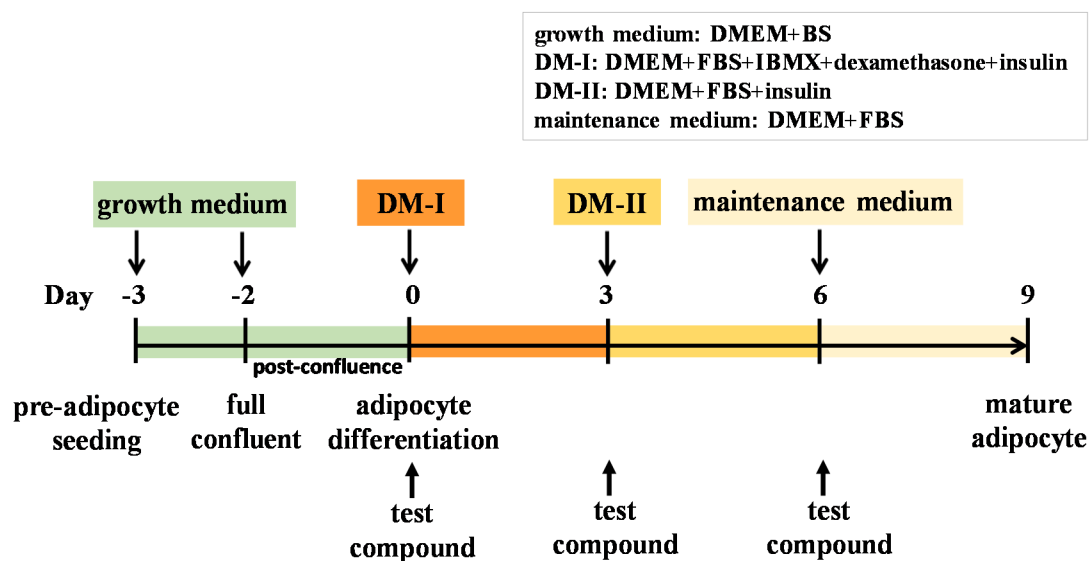 growth medium: DMEM+BS
DM-I: DMEM+FBS+IBMX+dexamethasone+insulin
DM-II: DMEM+FBS+insulin
maintenance medium: DMEM+FBS
growth medium DM-I DM-II maintenance medium
Day -3 -2 0 3 6 9
post-confluence
pre-adipocyte seeding
full confluent
adipocyte differentiation
mature adipocyte
test compound
test compound
test compound